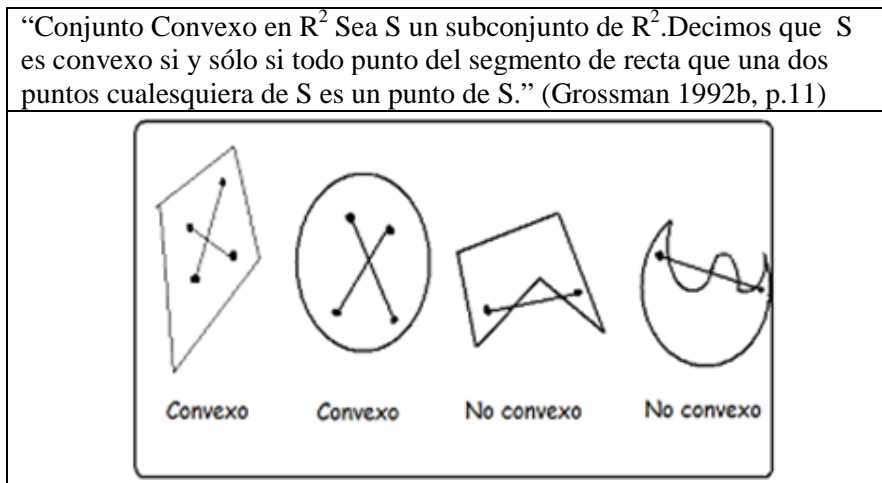 “Conjunto Convexo en R² Sea S un subconjunto de R².Decimos que S
es convexo si y sólo si todo punto del segmento de recta que una dos
puntos cualesquiera de S es un punto de S.” (Grossman 1992b, p.11)
Convexo Convexo No convexo No convexo